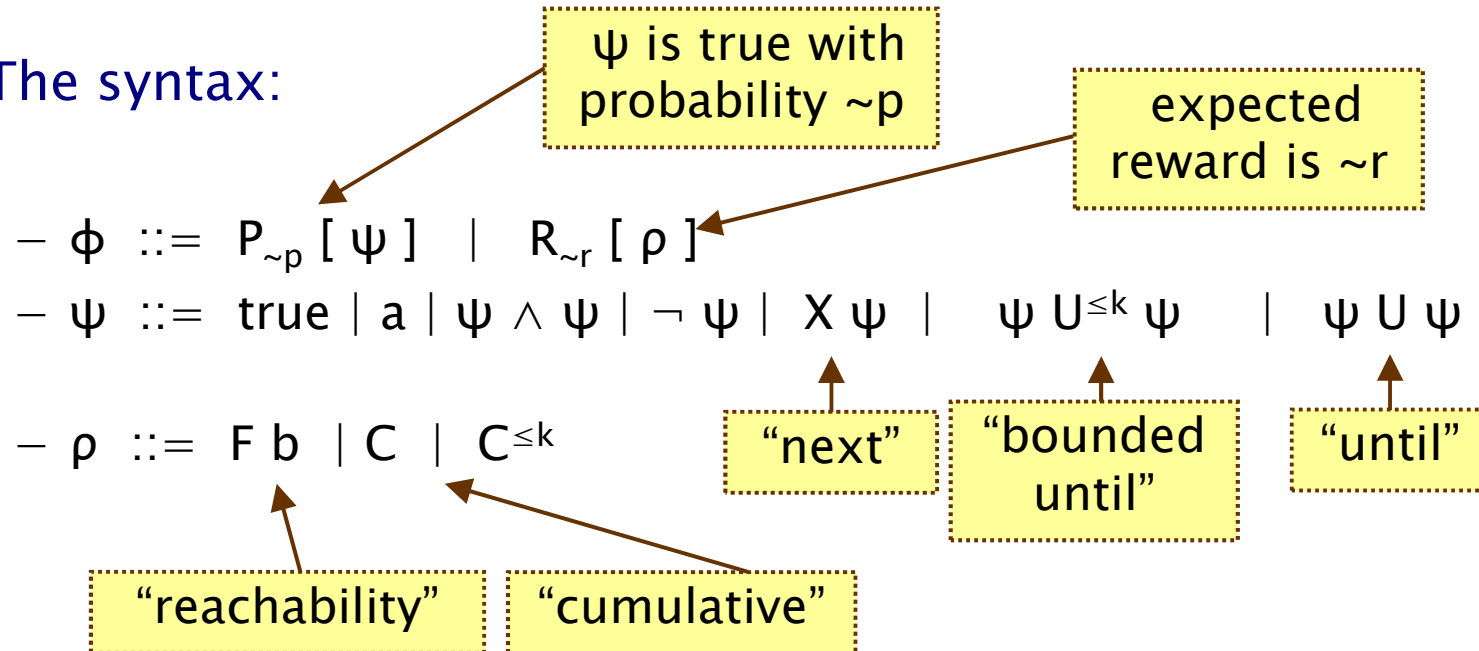 The syntax:
ψ is true with
probability ~p
expected
reward is ~r
– ϕ ::= P~p [ ψ ] | R~r [ ρ ]
– ψ ::= true | a | ψ ∧ ψ | ¬ ψ | X ψ | ψ U≤k ψ | ψ U ψ
– ρ ::= F b | C | C≤k
“next”
“bounded
until”
“until”
“reachability”
“cumulative”